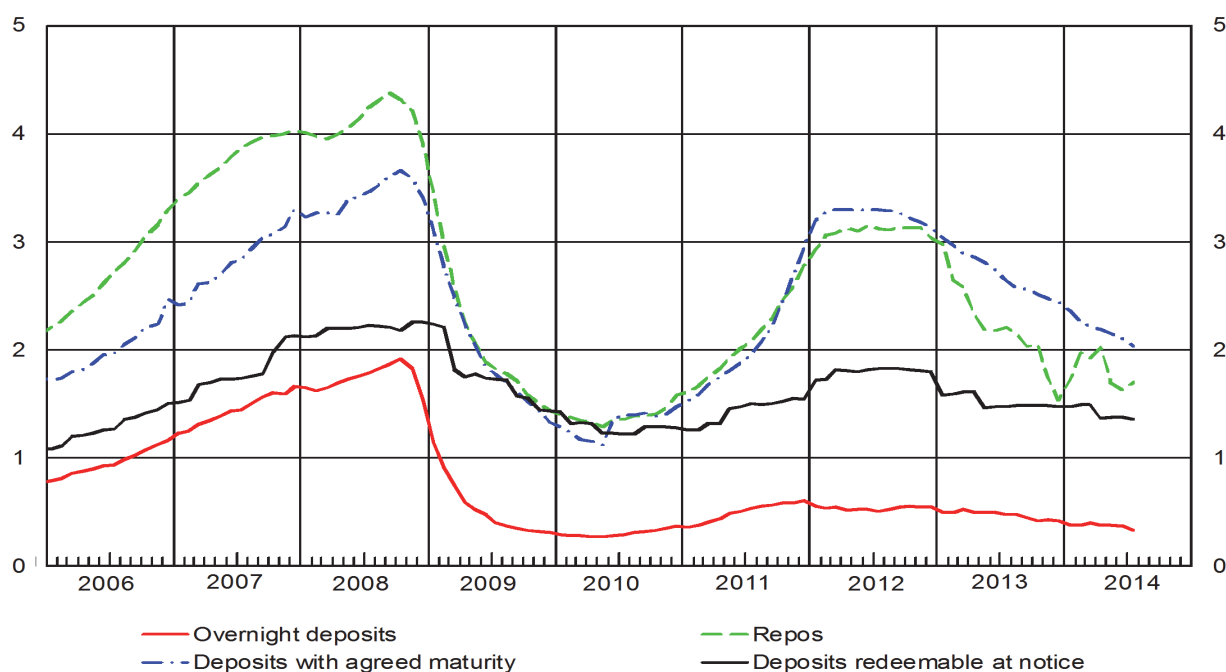 5 5
4 4
3 3
2 2
1 1
0 0
2006 2007 2008 2009 2010 2011 2012 2013 2014
Overnight deposits Repos
Deposits with agreed maturity Deposits redeemable at notice